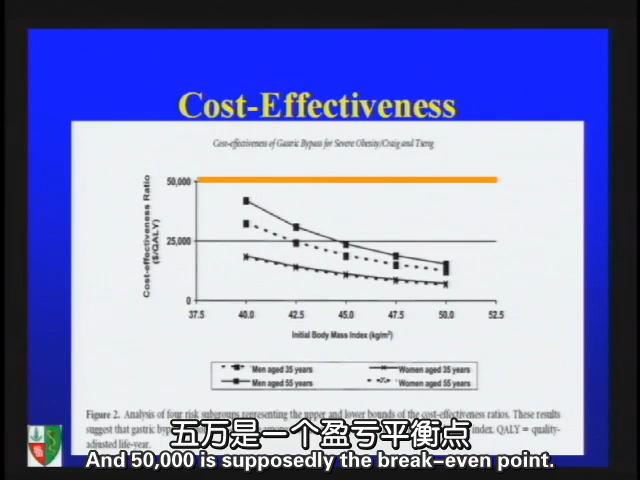 Cost-Effectiveness
Cost-effectiveness of Gastric Bypass for Severe Obesity/Craig and Tseng
Cost-effectiveness Ratio
($/QALY)
50,000
25,000
0
37.5 40.0 42.5 45.0 47.5 50.0 52.5
Initial Body Mass Index (kg/m²)
Men aged 35 years Women aged 35 years
Men aged 55 years Women aged 55 years
Figure 2. Analysis of four risk subgroups representing the upper and lower bounds of the cost-effectiveness ratios. These results
suggest that gastric index. QALY = quality-
adjusted life-year.
五万是一个盈亏平衡点
And 50,000 is supposedly the break-even point.